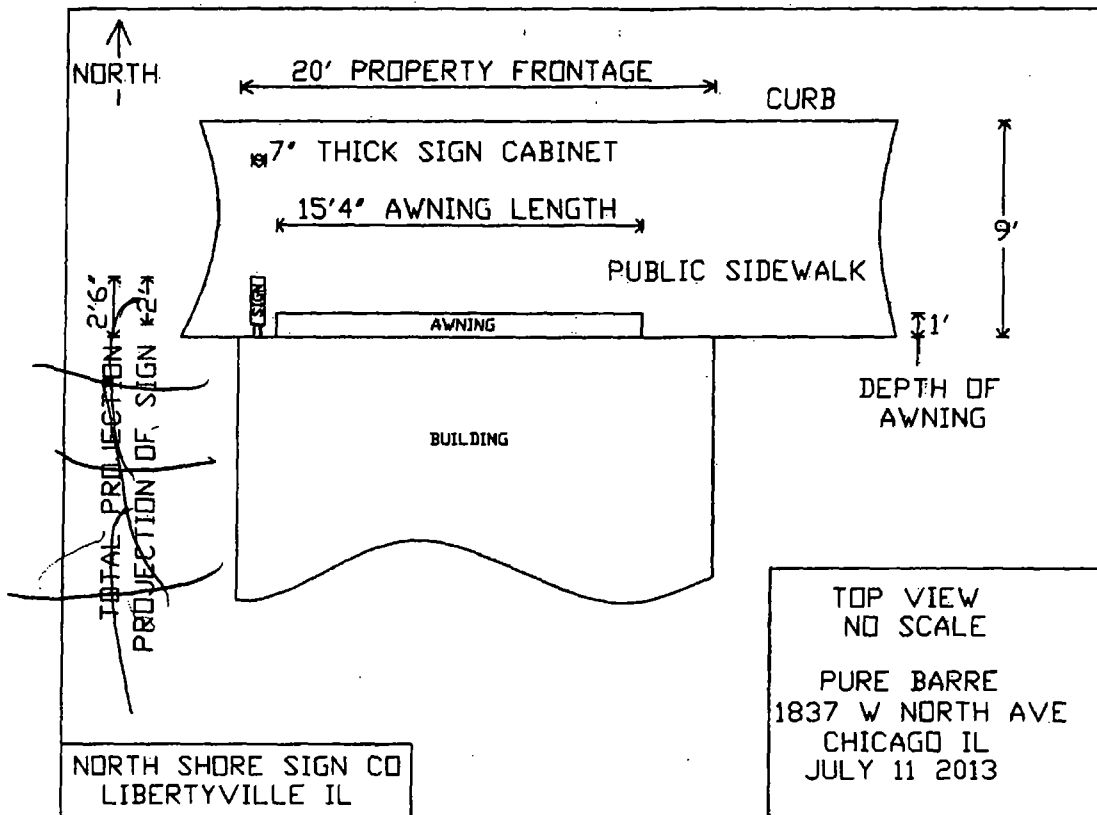 NORTH
20' PROPERTY FRONTAGE
CURB
7" THICK SIGN CABINET
15'4" AWNING LENGTH
9'
PUBLIC SIDEWALK
SIGN
AWNING
1'
DEPTH OF
AWNING
TOTAL PROJECTION 2'6"
PROJECTION OF SIGN 2'
BUILDING
TOP VIEW
NO SCALE
PURE BARRE
1837 W NORTH AVE
CHICAGO IL
JULY 11 2013
NORTH SHORE SIGN CO
LIBERTYVILLE IL